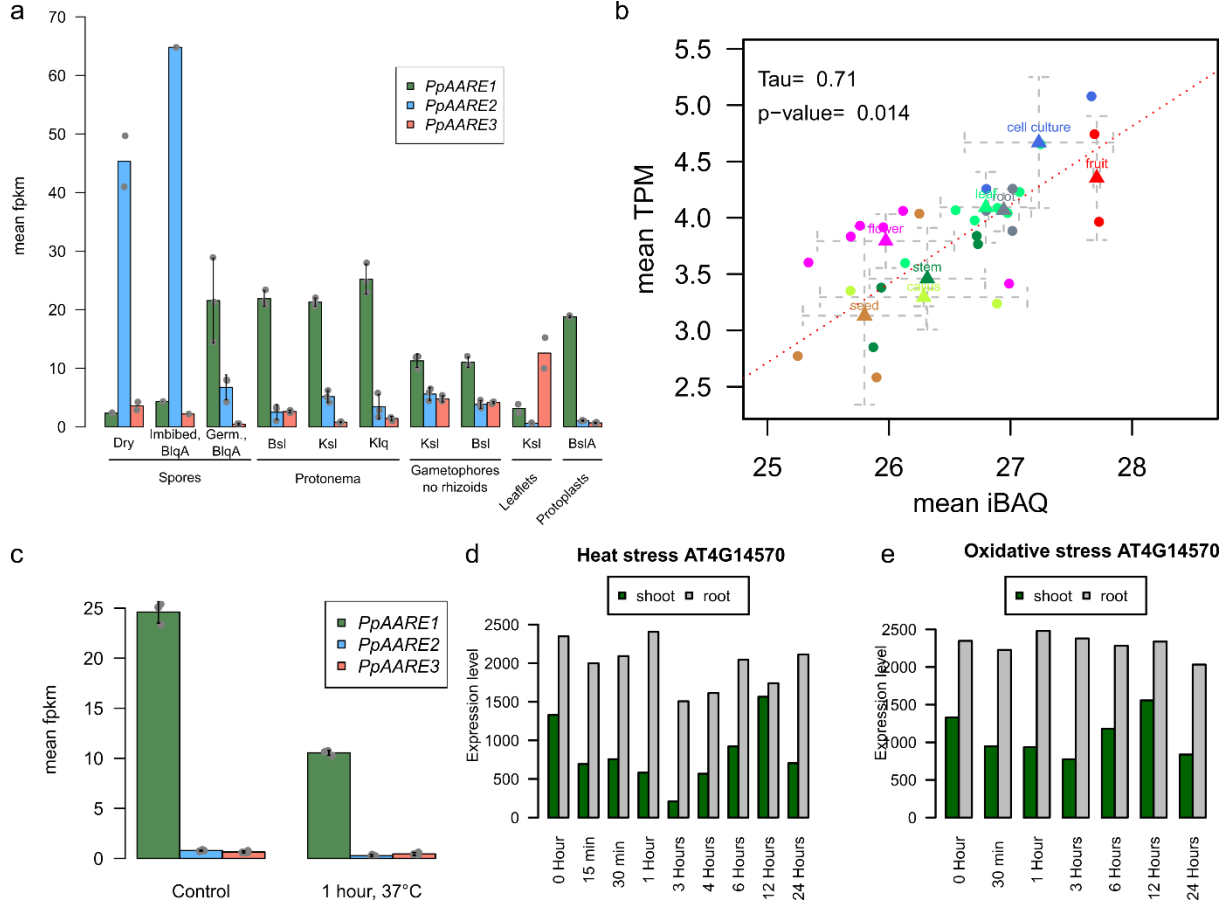 a
70
60
50
40
30
20
10
0
mean fpkm
PpAARE1
PpAARE2
PpAARE3
Dry
Imbibed,
BlqA
Germ.,
BlqA
Bsl
Ksl
Klq
Ksl
Bsl
Ksl
BslA
Spores
Protonema
Gametophores
no rhizoids
Leaflets
Protoplasts
b
Tau= 0.71
p-value= 0.014
5.5
5.0
4.5
4.0
3.5
3.0
2.5
mean TPM
cell culture
fruit
leaf
root
flower
stem
callus
seed
25 26 27 28
mean iBAQ
c
25
20
15
10
5
0
mean fpkm
PpAARE1
PpAARE2
PpAARE3
Control
1 hour, 37°C
d
Heat stress AT4G14570
shoot root
2500
2000
1500
1000
500
0
Expression level
0 Hour
15 min
30 min
1 Hour
3 Hours
4 Hours
6 Hours
12 Hours
24 Hours
e
Oxidative stress AT4G14570
shoot root
2500
2000
1500
1000
500
0
Expression level
0 Hour
30 min
1 Hour
3 Hours
6 Hours
12 Hours
24 Hours